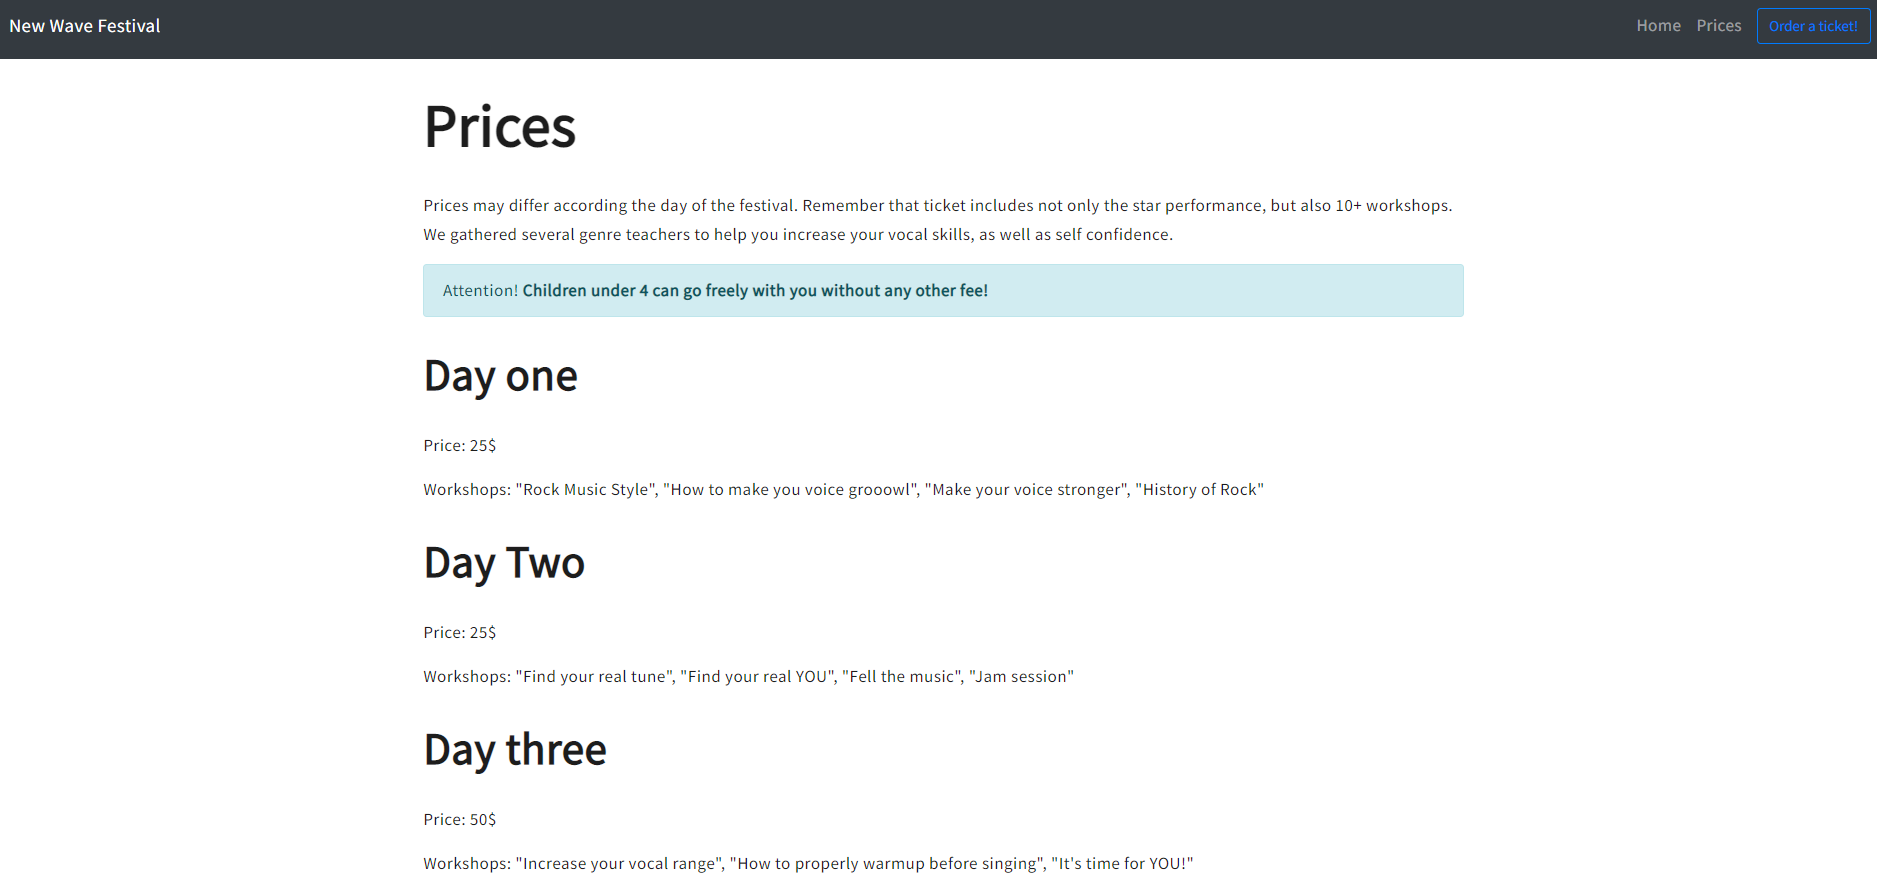 New Wave Festival
Home
Prices
Order a ticket!
Prices
Prices may differ according the day of the festival. Remember that ticket includes not only the star performance, but also 10+ workshops.
We gathered several genre teachers to help you increase your vocal skills, as well as self confidence.
Attention! Children under 4 can go freely with you without any other fee!
Day one
Price: 25$
Workshops: "Rock Music Style", "How to make you voice grooowl", "Make your voice stronger", "History of Rock"
Day Two
Price: 25$
Workshops: "Find your real tune", "Find your real YOU", "Fell the music", "Jam session"
Day three
Price: 50$
Workshops: "Increase your vocal range", "How to properly warmup before singing", "It's time for YOU!"